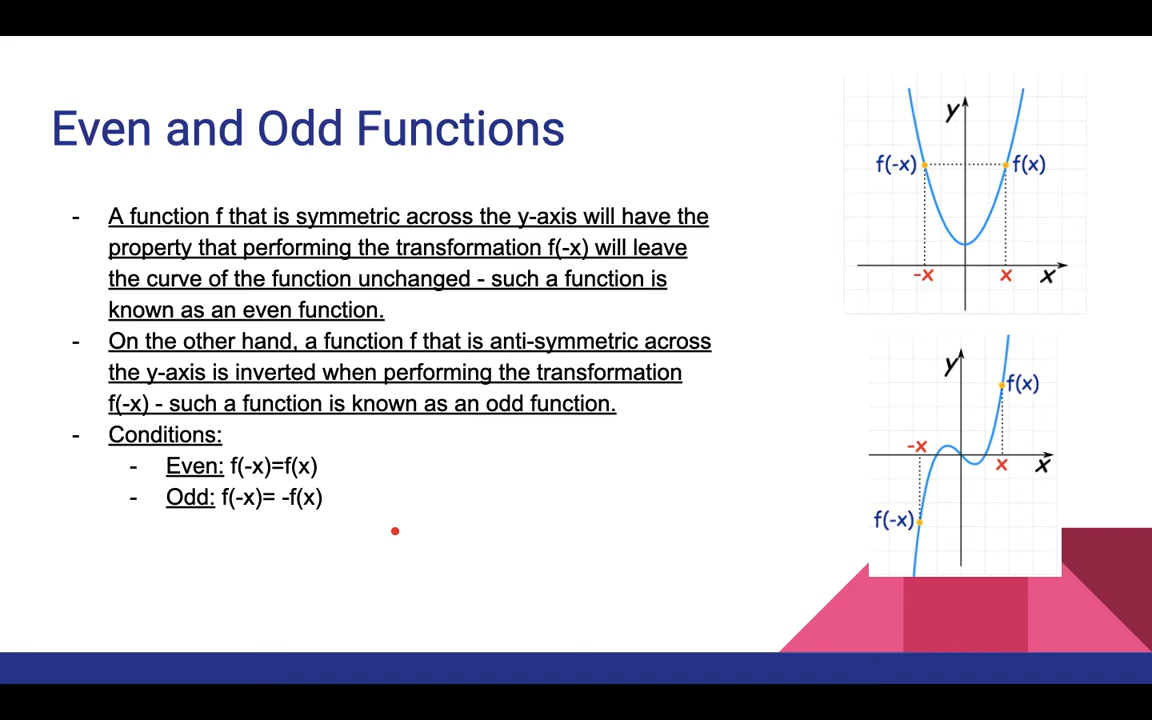 Even and Odd Functions
- A function f that is symmetric across the y-axis will have the
property that performing the transformation f(-x) will leave
the curve of the function unchanged - such a function is
known as an even function.
- On the other hand, a function f that is anti-symmetric across
the y-axis is inverted when performing the transformation
f(-x) - such a function is known as an odd function.
- Conditions:
- Even: f(-x)=f(x)
- Odd: f(-x)= -f(x)
y
f(-x) f(x)
-x x x
y
f(x)
-x
x x
f(-x)